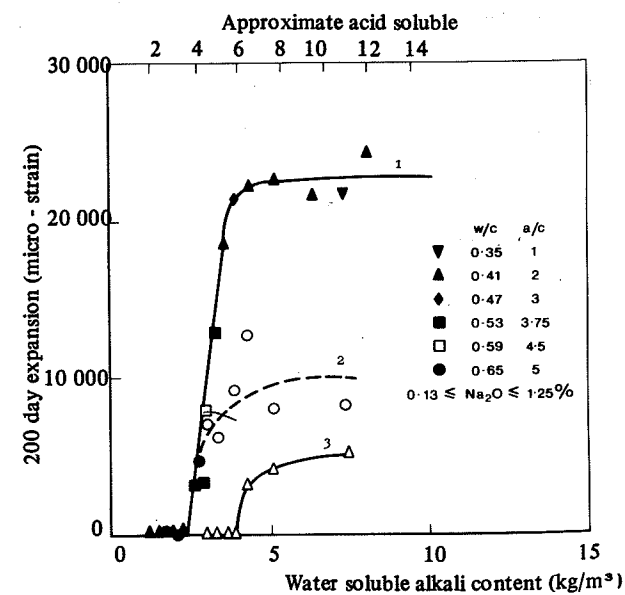 Approximate acid soluble
2 4 6 8 10 12 14
30 000
20 000
10 000
0
200 day expansion (micro - strain)
1
2
3
w/c a/c
▼ 0·35 1
▲ 0·41 2
◆ 0·47 3
■ 0·53 3·75
□ 0·59 4·5
● 0·65 5
0·13 ≤ Na₂O ≤ 1·25%
0 5 10 15
Water soluble alkali content (kg/m³)